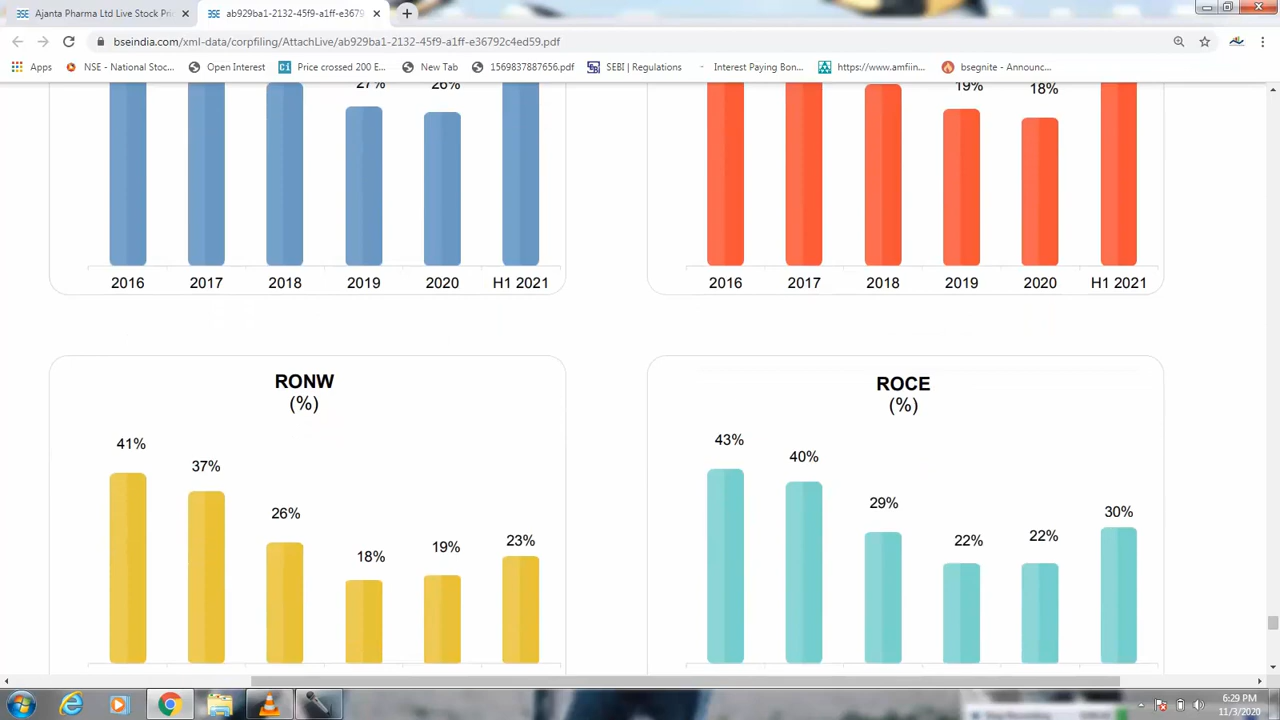 Ajanta Pharma Ltd Live Stock Pri
ab929ba1-2132-45f9-a1ff-e3679
bseindia.com/xml-data/corpfiling/AttachLive/ab929ba1-2132-45f9-a1ff-e36792c4ed59.pdf
Apps NSE - National Stoc... Open Interest Price crossed 200 E... New Tab 1569837887656.pdf SEBI | Regulations Interest Paying Bon... https://www.amfiin... bsegnite - Announc...
27% 26%
19% 18%
2016 2017 2018 2019 2020 H1 2021
2016 2017 2018 2019 2020 H1 2021
RONW
(%)
41% 37% 26% 18% 19% 23%
ROCE
(%)
43% 40% 29% 22% 22% 30%
6:29 PM
11/3/2020